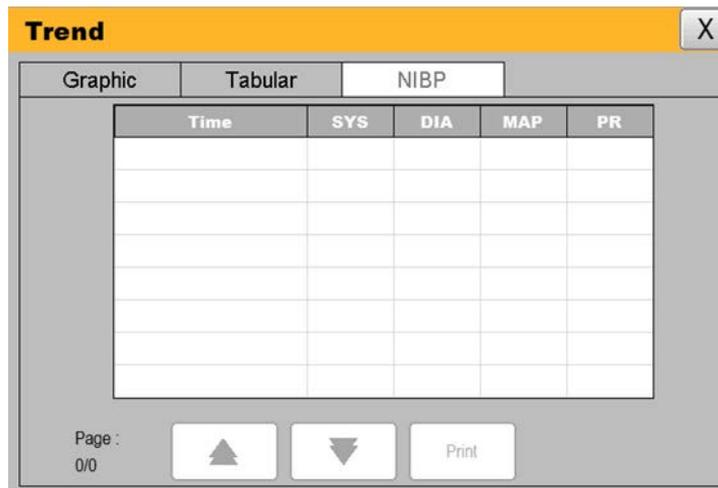 Trend X
Graphic Tabular NIBP
Time SYS DIA MAP PR
Page :
0/0
Print